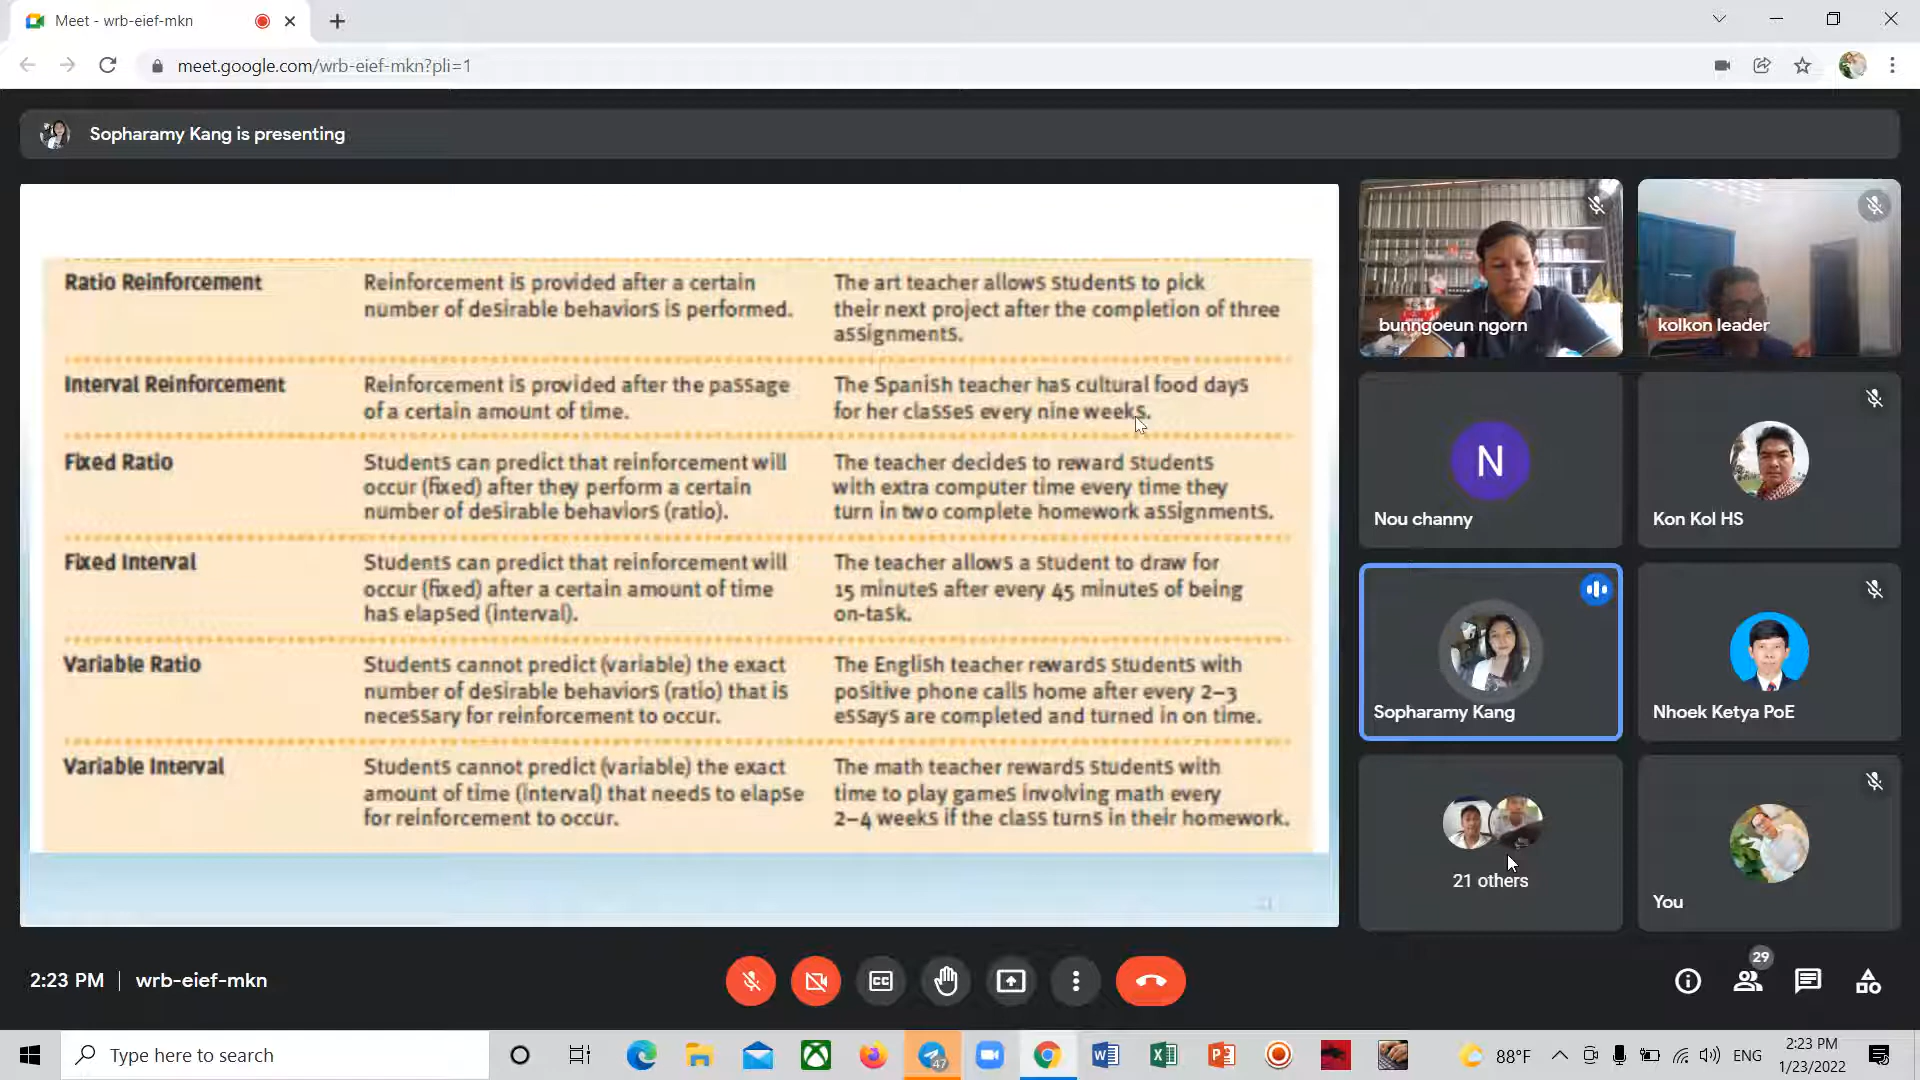 Meet - wrb-eief-mkn
meet.google.com/wrb-eief-mkn?pli=1
Sopharamy Kang is presenting
Ratio Reinforcement
Reinforcement is provided after a certain
number of desirable behaviors is performed.
The art teacher allows students to pick
their next project after the completion of three
assignments.
Interval Reinforcement
Reinforcement is provided after the passage
of a certain amount of time.
The Spanish teacher has cultural food days
for her classes every nine weeks.
Fixed Ratio
Students can predict that reinforcement will
occur (fixed) after they perform a certain
number of desirable behaviors (ratio).
The teacher decides to reward students
with extra computer time every time they
turn in two complete homework assignments.
Fixed Interval
Students can predict that reinforcement will
occur (fixed) after a certain amount of time
has elapsed (interval).
The teacher allows a student to draw for
15 minutes after every 45 minutes of being
on-task.
Variable Ratio
Students cannot predict (variable) the exact
number of desirable behaviors (ratio) that is
necessary for reinforcement to occur.
The English teacher rewards students with
positive phone calls home after every 2–3
essays are completed and turned in on time.
Variable Interval
Students cannot predict (variable) the exact
amount of time (interval) that needs to elapse
for reinforcement to occur.
The math teacher rewards students with
time to play games involving math every
2–4 weeks if the class turns in their homework.
bunngoeun ngorn
kolkon leader
N
Nou channy
Kon Kol HS
Sopharamy Kang
Nhoek Ketya PoE
21 others
You
2:23 PM | wrb-eief-mkn
CC
29
Type here to search
47
88°F
ENG
2:23 PM
1/23/2022